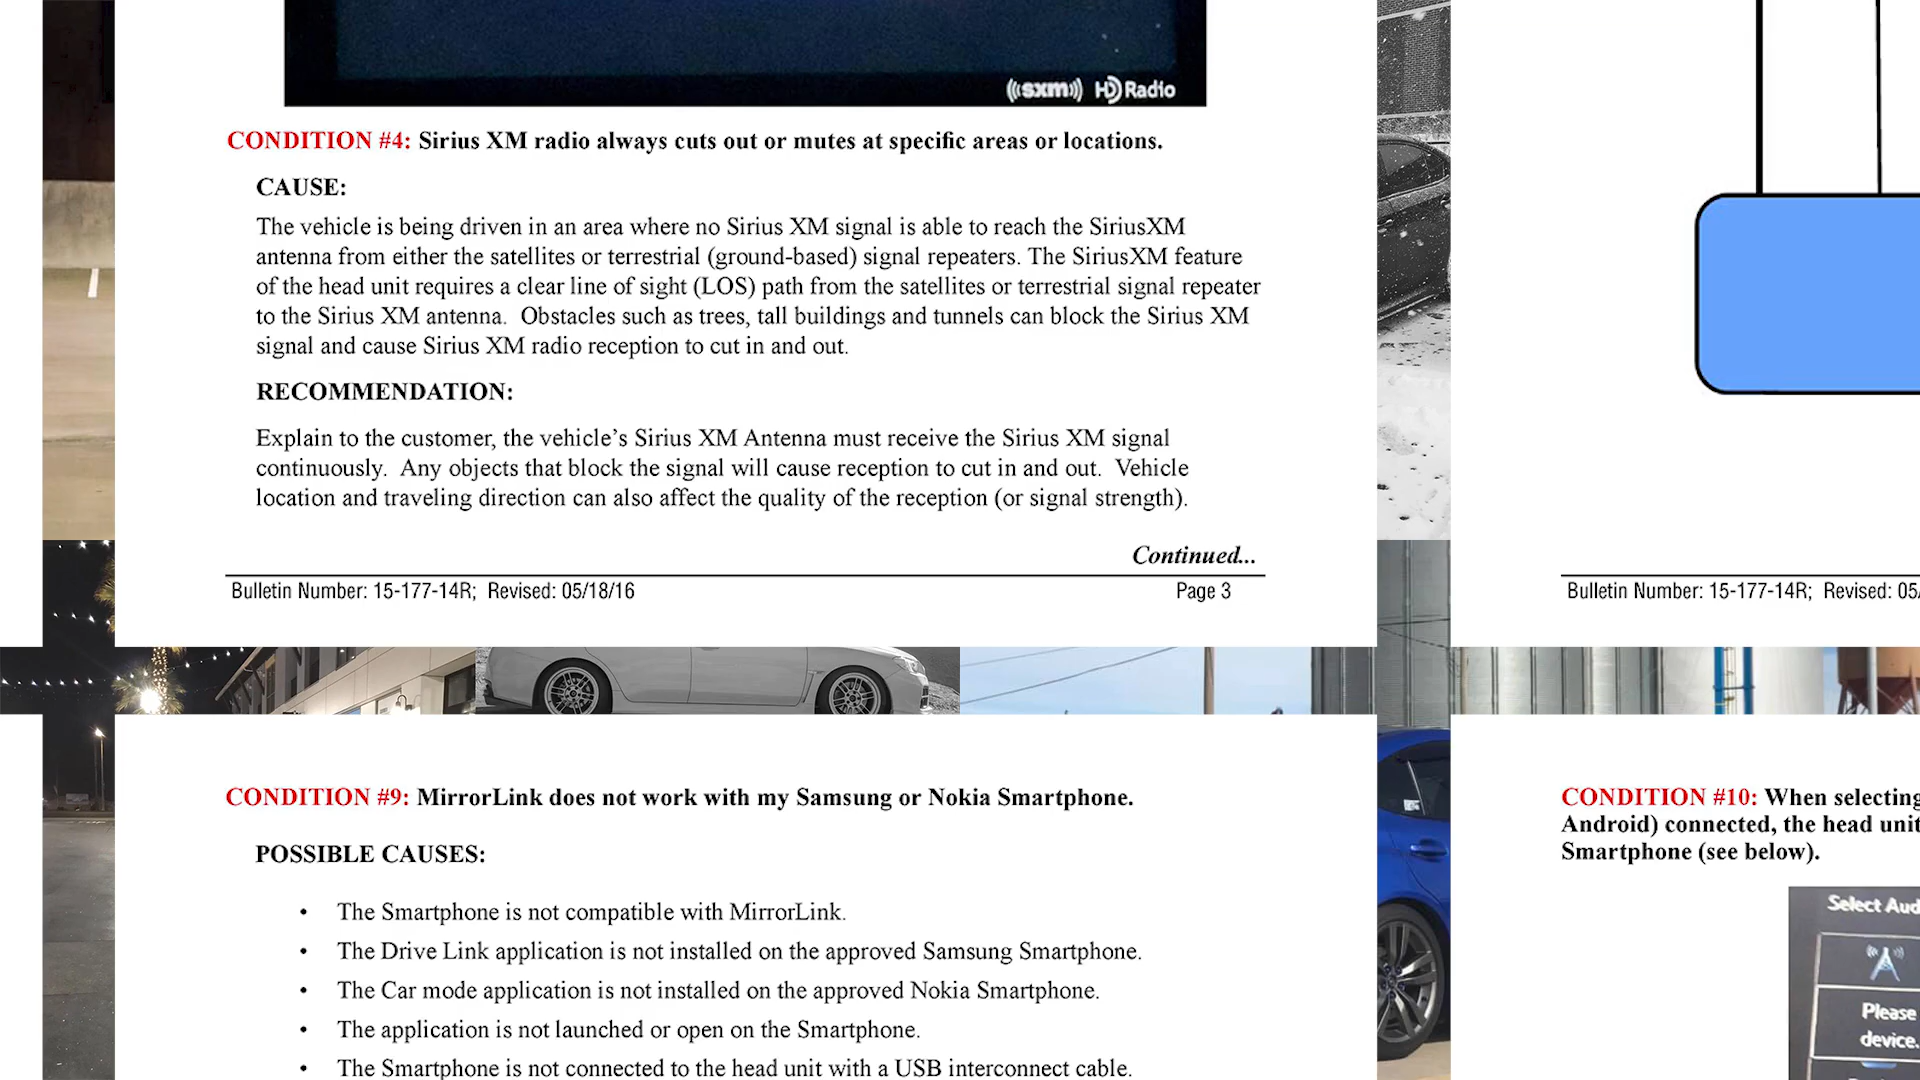 ((sxm)) HD Radio
CONDITION #4: Sirius XM radio always cuts out or mutes at specific areas or locations.
CAUSE:
The vehicle is being driven in an area where no Sirius XM signal is able to reach the SiriusXM
antenna from either the satellites or terrestrial (ground-based) signal repeaters. The SiriusXM feature
of the head unit requires a clear line of sight (LOS) path from the satellites or terrestrial signal repeater
to the Sirius XM antenna. Obstacles such as trees, tall buildings and tunnels can block the Sirius XM
signal and cause Sirius XM radio reception to cut in and out.
RECOMMENDATION:
Explain to the customer, the vehicle’s Sirius XM Antenna must receive the Sirius XM signal
continuously. Any objects that block the signal will cause reception to cut in and out. Vehicle
location and traveling direction can also affect the quality of the reception (or signal strength).
Continued...
Bulletin Number: 15-177-14R; Revised: 05/18/16
Page 3
Bulletin Number: 15-177-14R; Revised: 05/
CONDITION #9: MirrorLink does not work with my Samsung or Nokia Smartphone.
POSSIBLE CAUSES:
• The Smartphone is not compatible with MirrorLink.
• The Drive Link application is not installed on the approved Samsung Smartphone.
• The Car mode application is not installed on the approved Nokia Smartphone.
• The application is not launched or open on the Smartphone.
• The Smartphone is not connected to the head unit with a USB interconnect cable.
CONDITION #10: When selecting
Android) connected, the head unit
Smartphone (see below).
Select Aud
Please
device.